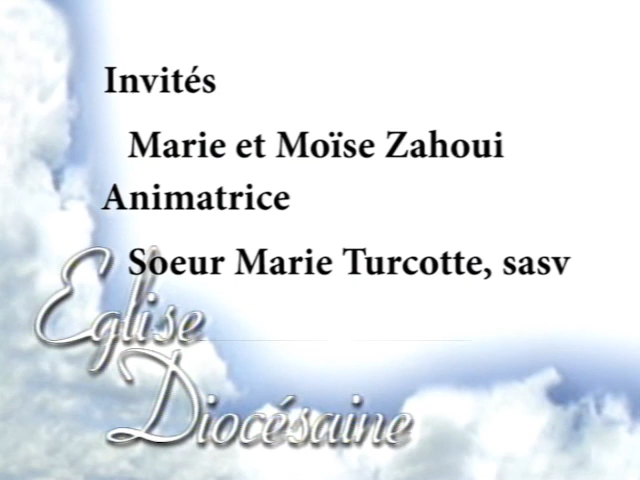 Invités
Marie et Moïse Zahoui
Animatrice
Soeur Marie Turcotte, sasv
Eglise
Diocésaine